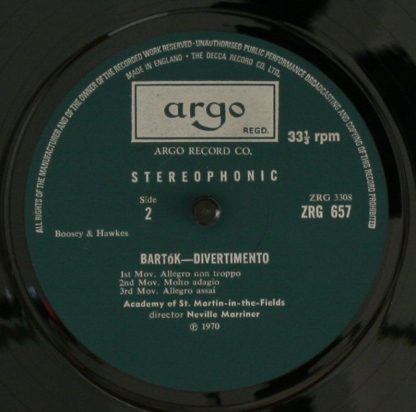 ALL RIGHTS OF THE MANUFACTURER AND OF THE OWNER OF THE RECORDED WORK RESERVED · UNAUTHORISED PUBLIC PERFORMANCE BROADCASTING AND COPYING OF THIS RECORD PROHIBITED
MADE IN ENGLAND · THE DECCA RECORD CO. LTD.
argo
REGD.
33⅓ rpm
ARGO RECORD CO.
STEREOPHONIC
Side
2
ZRG 3308
ZRG 657
Boosey & Hawkes
BARTóK—DIVERTIMENTO
1st Mov. Allegro non troppo
2nd Mov. Molto adagio
3rd Mov. Allegro assai
Academy of St. Martin-in-the-Fields
director Neville Marriner
℗ 1970